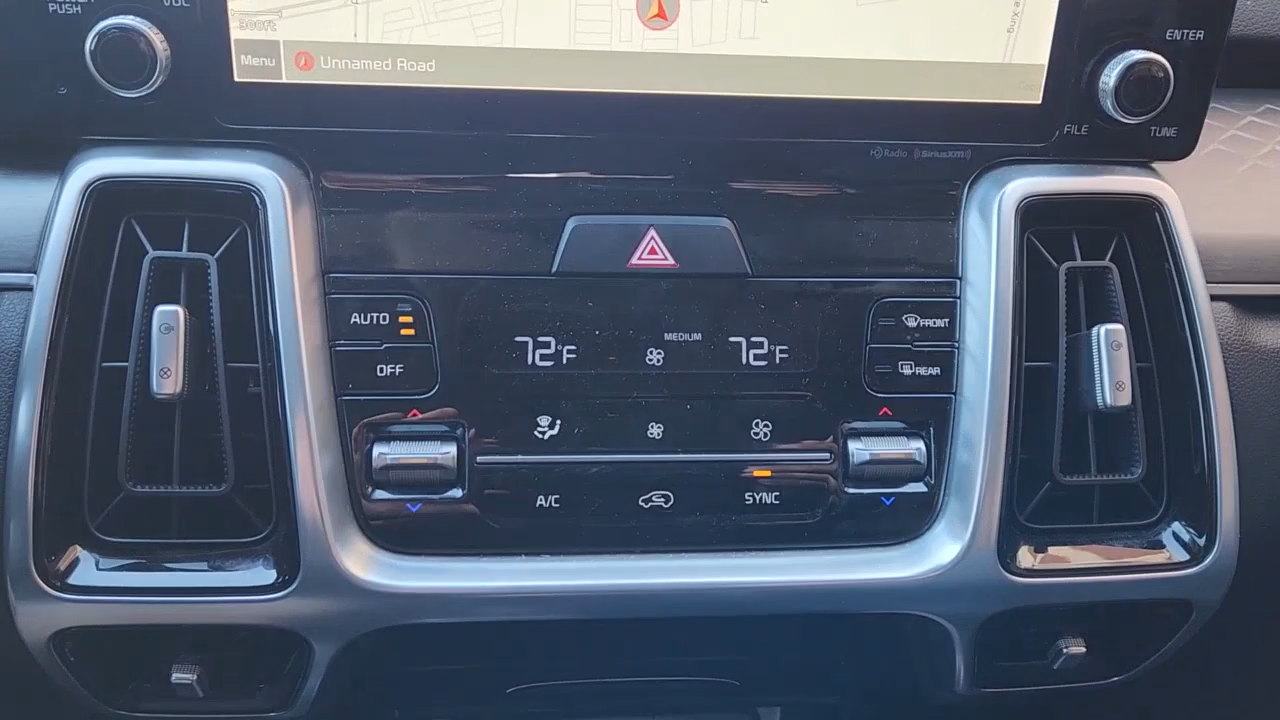 PUSH
VOL
300ft
Menu
Unnamed Road
ENTER
FILE
TUNE
HD Radio
SiriusXM
AUTO
OFF
72°F
MEDIUM
72°F
FRONT
REAR
A/C
SYNC